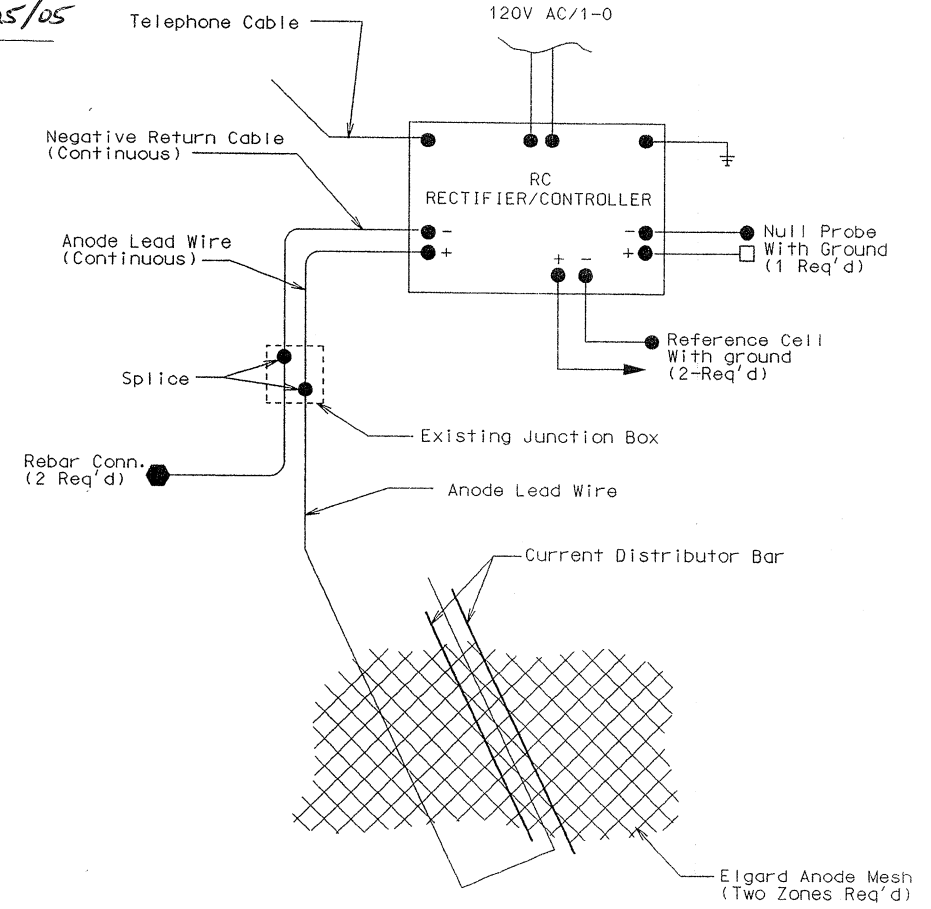 25/05
Telephone Cable
120V AC/1-0
Negative Return Cable
(Continuous)
RC
RECTIFIER/CONTROLLER
Anode Lead Wire
(Continuous)
-
+
-
+
+ -
Null Probe
With Ground
(1 Req'd)
Reference Cell
With ground
(2-Req'd)
Splice
Existing Junction Box
Rebar Conn.
(2 Req'd)
Anode Lead Wire
Current Distributor Bar
Elgard Anode Mesh
(Two Zones Req'd)